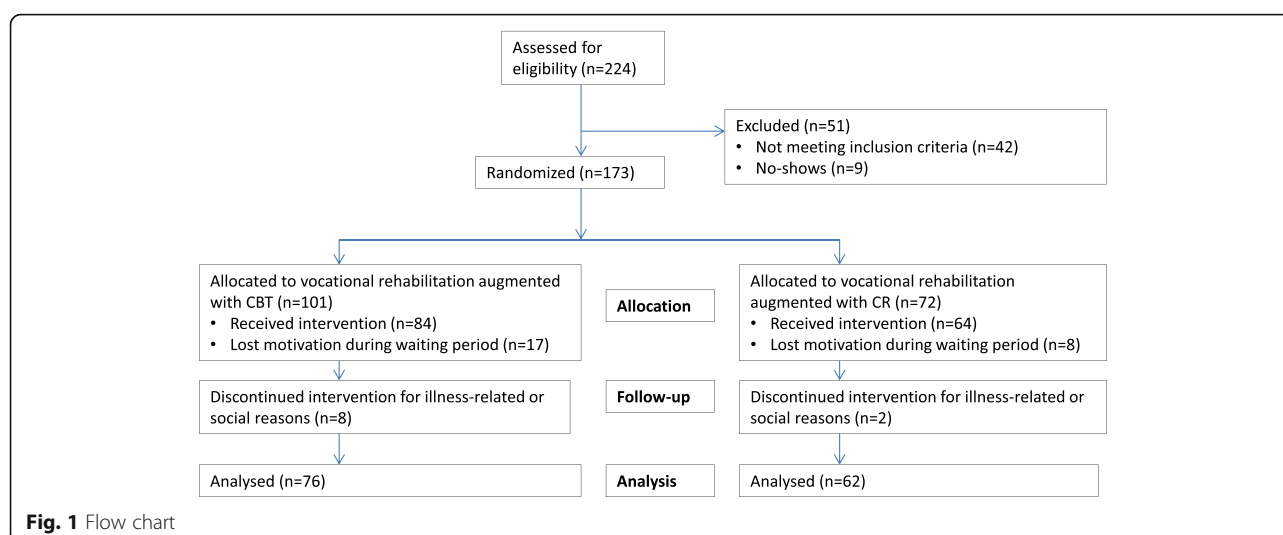 Assessed for
eligibility (n=224)
Excluded (n=51)
• Not meeting inclusion criteria (n=42)
• No-shows (n=9)
Randomized (n=173)
Allocated to vocational rehabilitation augmented
with CBT (n=101)
• Received intervention (n=84)
• Lost motivation during waiting period (n=17)
Allocation
Allocated to vocational rehabilitation
augmented with CR (n=72)
• Received intervention (n=64)
• Lost motivation during waiting period (n=8)
Discontinued intervention for illness-related or
social reasons (n=8)
Follow-up
Discontinued intervention for illness-related or
social reasons (n=2)
Analysed (n=76)
Analysis
Analysed (n=62)
Fig. 1 Flow chart